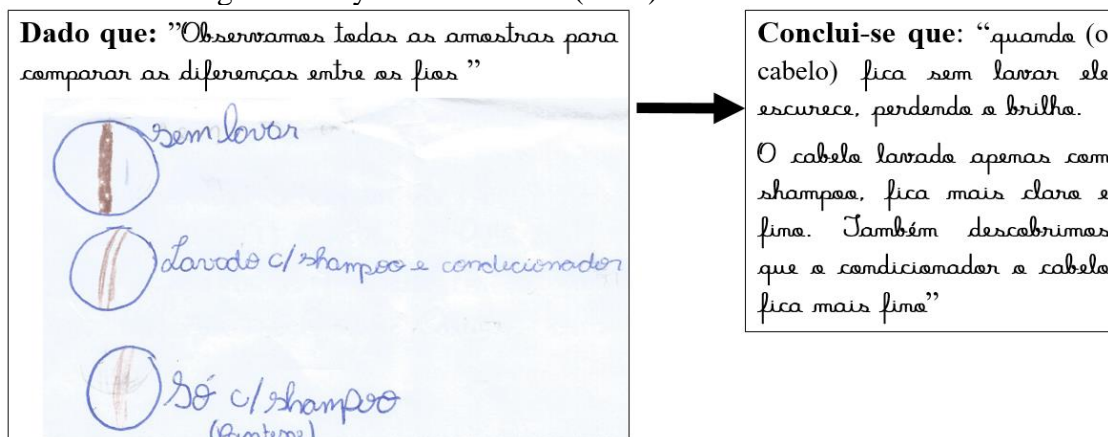 Dado que: "Observamos todas as amostras para
comparar as diferenças entre os fios "
sem lavar
Lavado c/ shampoo e condicionador
Só c/ shampoo
(Pantene)
Conclui-se que: "quando (o
cabelo) fica sem lavar ele
escurece, perdendo o brilho.
O cabelo lavado apenas com
shampoo, fica mais claro e
fino. Também descobrimos
que o condicionador o cabelo
fica mais fino"